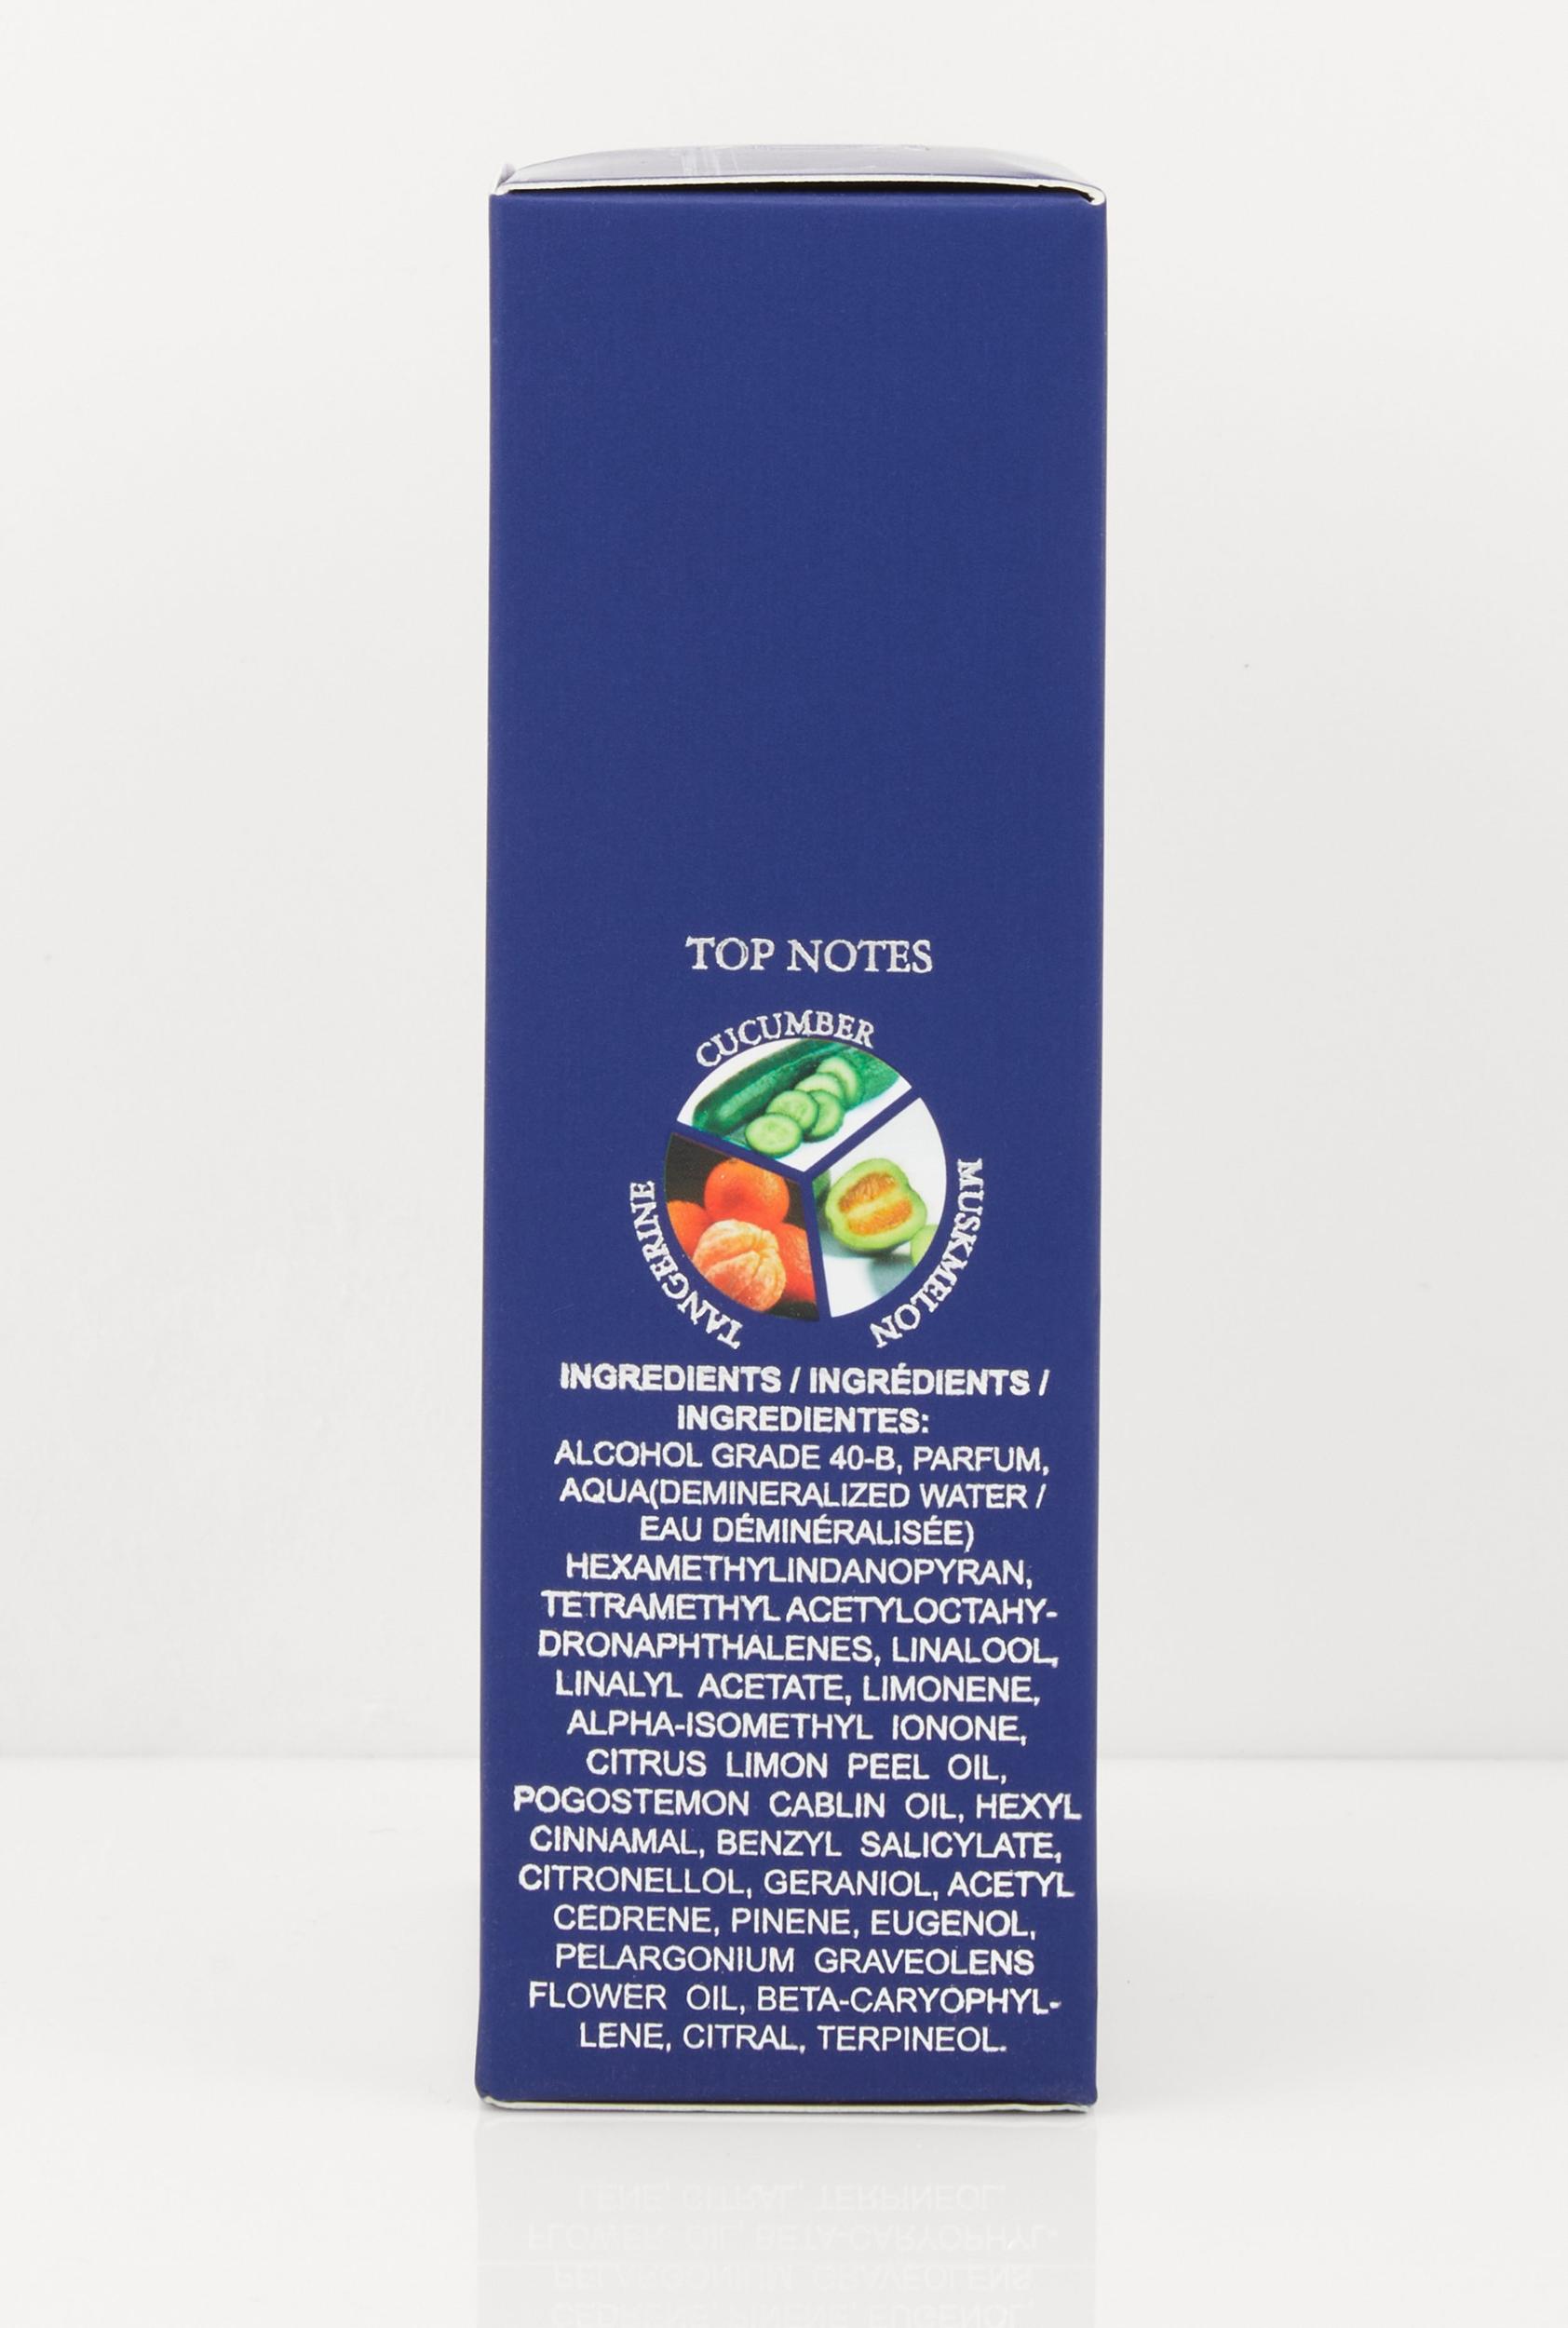 TOP NOTES
CUCUMBER
TANGERINE
MUSKMELON
INGREDIENTS / INGRÉDIENTS /
INGREDIENTES:
ALCOHOL GRADE 40-B, PARFUM,
AQUA(DEMINERALIZED WATER /
EAU DÉMINÉRALISÉE)
HEXAMETHYLINDANOPYRAN,
TETRAMETHYL ACETYLOCTAHY-
DRONAPHTHALENES, LINALOOL,
LINALYL ACETATE, LIMONENE,
ALPHA-ISOMETHYL IONONE,
CITRUS LIMON PEEL OIL,
POGOSTEMON CABLIN OIL, HEXYL
CINNAMAL, BENZYL SALICYLATE,
CITRONELLOL, GERANIOL, ACETYL
CEDRENE, PINENE, EUGENOL,
PELARGONIUM GRAVEOLENS
FLOWER OIL, BETA-CARYOPHYL-
LENE, CITRAL, TERPINEOL.